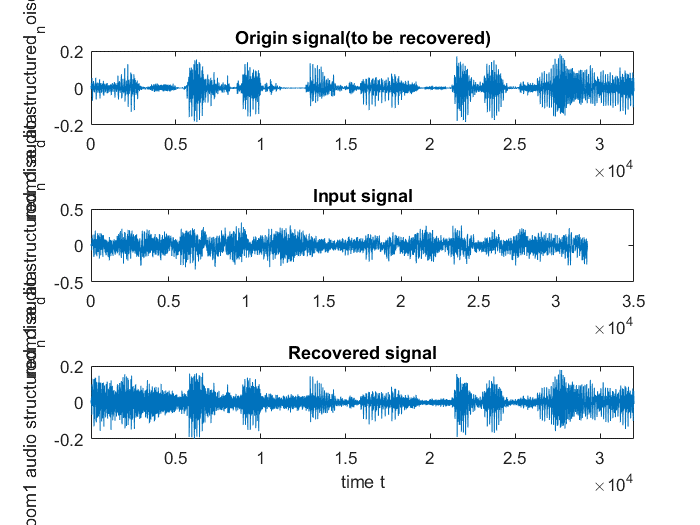 Origin signal(to be recovered)
0.2
0
-0.2
0 0.5 1 1.5 2 2.5 3
×10^4
Input signal
0.5
0
-0.5
0 0.5 1 1.5 2 2.5 3 3.5
×10^4
Recovered signal
0.2
0
-0.2
0.5 1 1.5 2 2.5 3
×10^4
time t
oom1 audio structured